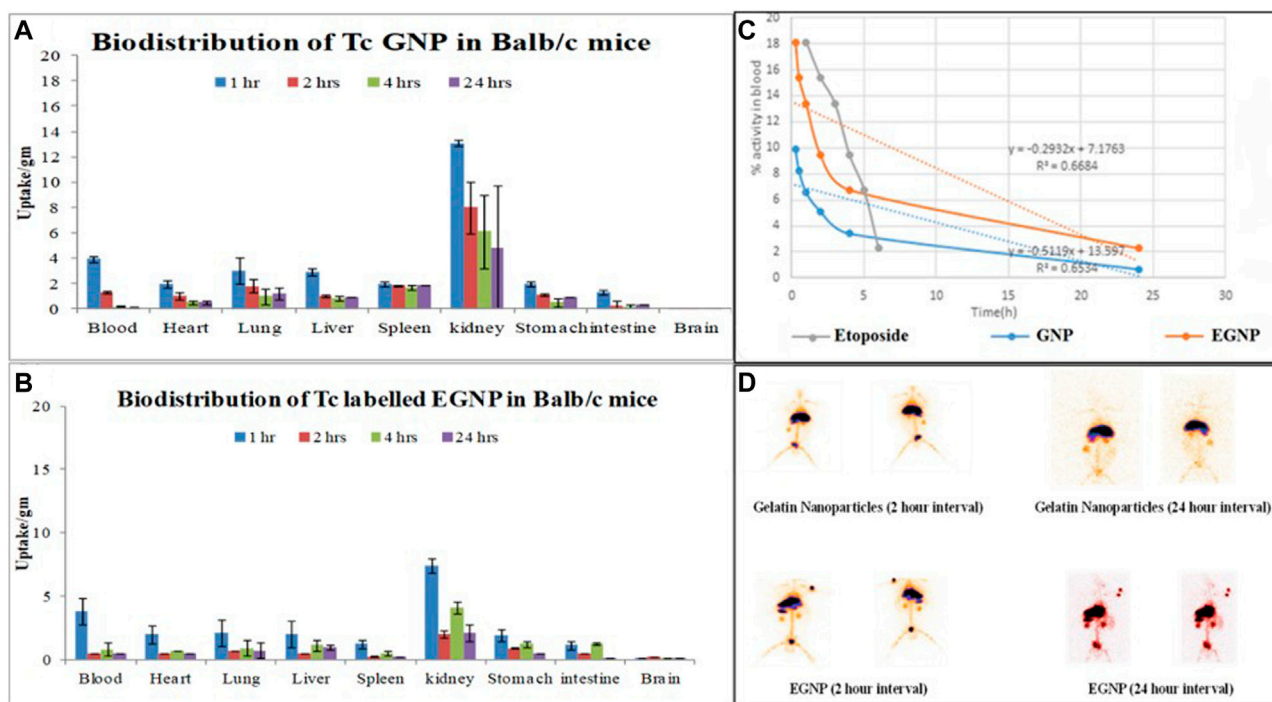 A
Biodistribution of Tc GNP in Balb/c mice
1 hr 2 hrs 4 hrs 24 hrs
Uptake/gm
20
18
16
14
12
10
8
6
4
2
0
Blood Heart Lung Liver Spleen kidney Stomach intestine Brain
B
Biodistribution of Tc labelled EGNP in Balb/c mice
1 hr 2 hrs 4 hrs 24 hrs
Uptake/gm
20
15
10
5
0
Blood Heart Lung Liver Spleen kidney Stomach intestine Brain
C
% activity in blood
20
18
16
14
12
10
8
6
4
2
0
y = -0.2932x + 7.1763
R² = 0.6684
y = -0.5119x + 13.597
R² = 0.6534
0 5 10 15 20 25 30
Time(h)
Etoposide GNP EGNP
D
Gelatin Nanoparticles (2 hour interval) Gelatin Nanoparticles (24 hour interval)
EGNP (2 hour interval) EGNP (24 hour interval)